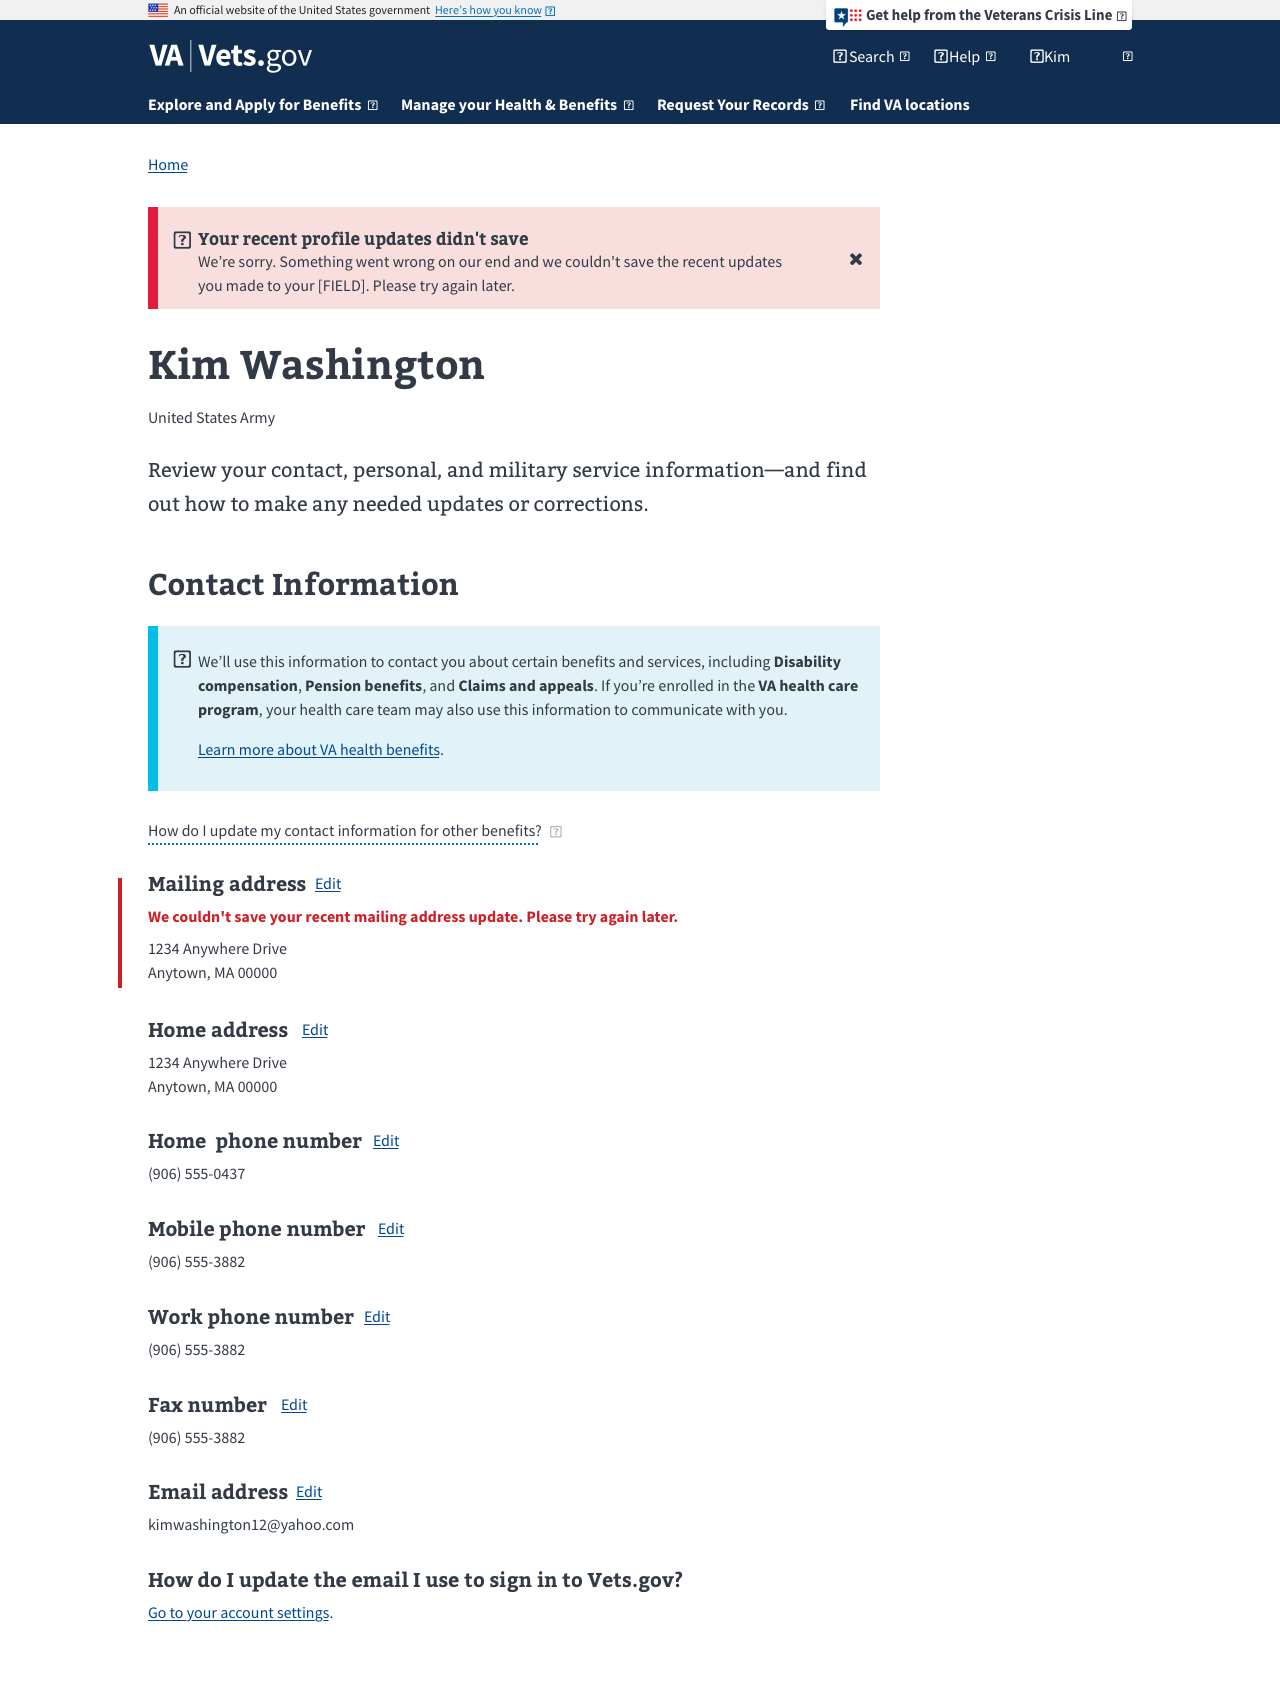 An official website of the United States government Here's how you know
Get help from the Veterans Crisis Line
VA | Vets.gov
Search Help Kim
Explore and Apply for Benefits Manage your Health & Benefits Request Your Records Find VA locations
Home
Your recent profile updates didn't save
We’re sorry. Something went wrong on our end and we couldn't save the recent updates
you made to your [FIELD]. Please try again later.
Kim Washington
United States Army
Review your contact, personal, and military service information—and find
out how to make any needed updates or corrections.
Contact Information
We’ll use this information to contact you about certain benefits and services, including Disability
compensation, Pension benefits, and Claims and appeals. If you’re enrolled in the VA health care
program, your health care team may also use this information to communicate with you.
Learn more about VA health benefits.
How do I update my contact information for other benefits?
Mailing address Edit
We couldn't save your recent mailing address update. Please try again later.
1234 Anywhere Drive
Anytown, MA 00000
Home address Edit
1234 Anywhere Drive
Anytown, MA 00000
Home phone number Edit
(906) 555-0437
Mobile phone number Edit
(906) 555-3882
Work phone number Edit
(906) 555-3882
Fax number Edit
(906) 555-3882
Email address Edit
kimwashington12@yahoo.com
How do I update the email I use to sign in to Vets.gov?
Go to your account settings.